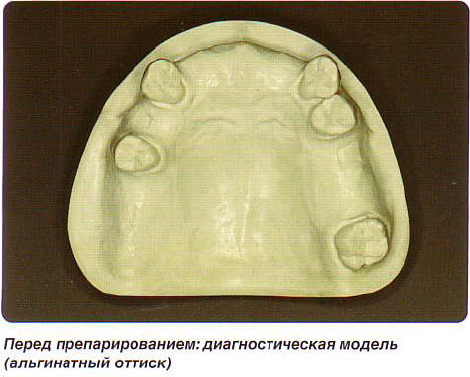 Перед препарированием: диагностическая модель
(альгинатный оттиск)